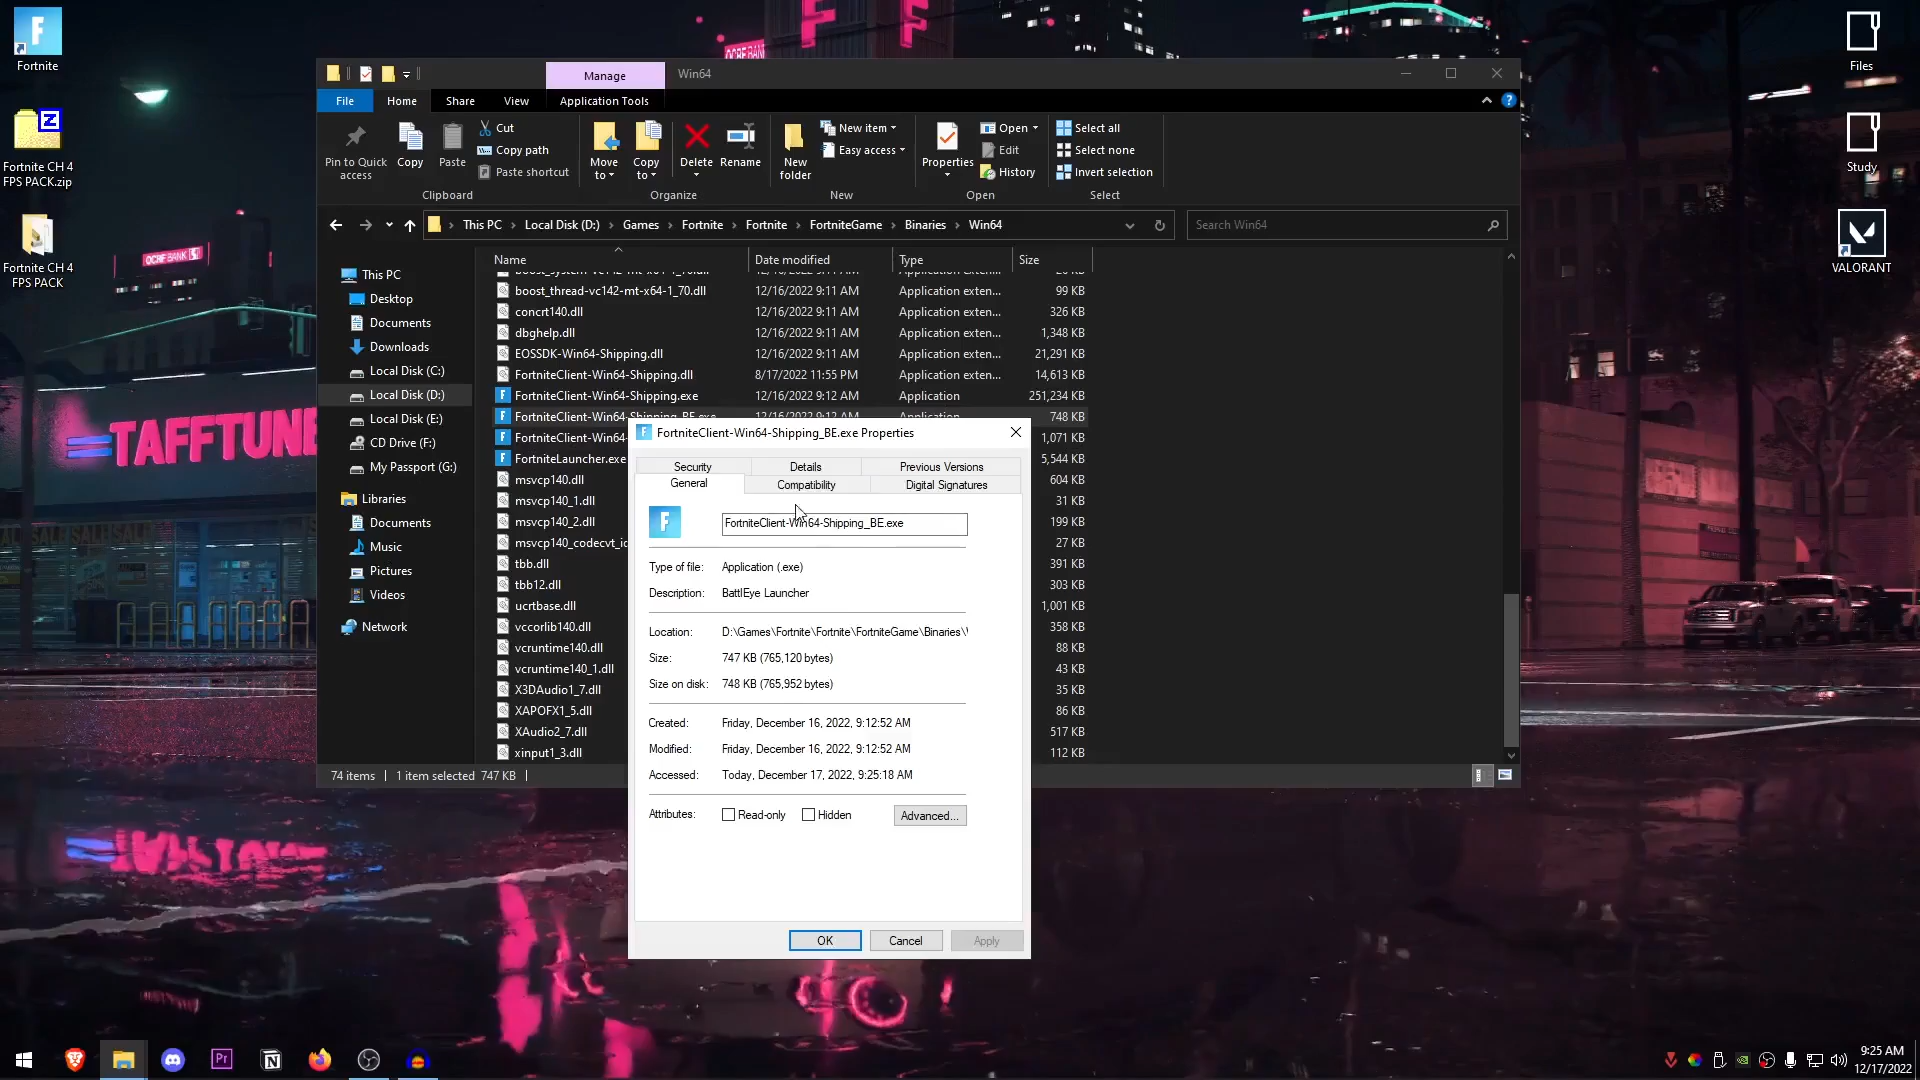 Fortnite
Fortnite CH 4
FPS PACK.zip
Fortnite CH 4
FPS PACK
Files
Study
VALORANT
Manage
Win64
File
Home
Share
View
Application Tools
Pin to Quick
access
Copy
Paste
Cut
Copy path
Paste shortcut
Clipboard
Move
to
Copy
to
Delete
Rename
Organize
New
folder
New item
Easy access
New
Properties
Open
Edit
History
Open
Select all
Select none
Invert selection
Select
This PC > Local Disk (D:) > Games > Fortnite > Fortnite > FortniteGame > Binaries > Win64
Search Win64
This PC
Desktop
Documents
Downloads
Local Disk (C:)
Local Disk (D:)
Local Disk (E:)
CD Drive (F:)
My Passport (G:)
Libraries
Documents
Music
Pictures
Videos
Network
Name Date modified Type Size
boost_thread-vc142-mt-x64-1_70.dll 12/16/2022 9:11 AM Application exten... 99 KB
concrt140.dll 12/16/2022 9:11 AM Application exten... 326 KB
dbghelp.dll 12/16/2022 9:11 AM Application exten... 1,348 KB
EOSSDK-Win64-Shipping.dll 12/16/2022 9:11 AM Application exten... 21,291 KB
FortniteClient-Win64-Shipping.dll 8/17/2022 11:55 PM Application exten... 14,613 KB
FortniteClient-Win64-Shipping.exe 12/16/2022 9:12 AM Application 251,234 KB
FortniteClient-Win64-Shipping_BE.exe 12/16/2022 9:12 AM Application 748 KB
FortniteClient-Win64- 1,071 KB
FortniteLauncher.exe 5,544 KB
msvcp140.dll 604 KB
msvcp140_1.dll 31 KB
msvcp140_2.dll 199 KB
msvcp140_codecvt_ic 27 KB
tbb.dll 391 KB
tbb12.dll 303 KB
ucrtbase.dll 1,001 KB
vccorlib140.dll 358 KB
vcruntime140.dll 88 KB
vcruntime140_1.dll 43 KB
X3DAudio1_7.dll 35 KB
XAPOFX1_5.dll 86 KB
XAudio2_7.dll 517 KB
xinput1_3.dll 112 KB
74 items 1 item selected 747 KB
FortniteClient-Win64-Shipping_BE.exe Properties
Security
Details
Previous Versions
General
Compatibility
Digital Signatures
FortniteClient-Win64-Shipping_BE.exe
Type of file: Application (.exe)
Description: BattlEye Launcher
Location: D:\Games\Fortnite\Fortnite\FortniteGame\Binaries\
Size: 747 KB (765,120 bytes)
Size on disk: 748 KB (765,952 bytes)
Created: Friday, December 16, 2022, 9:12:52 AM
Modified: Friday, December 16, 2022, 9:12:52 AM
Accessed: Today, December 17, 2022, 9:25:18 AM
Attributes: Read-only Hidden Advanced...
OK
Cancel
Apply
TAFFTUNE
OCRF BANK
9:25 AM
12/17/2022